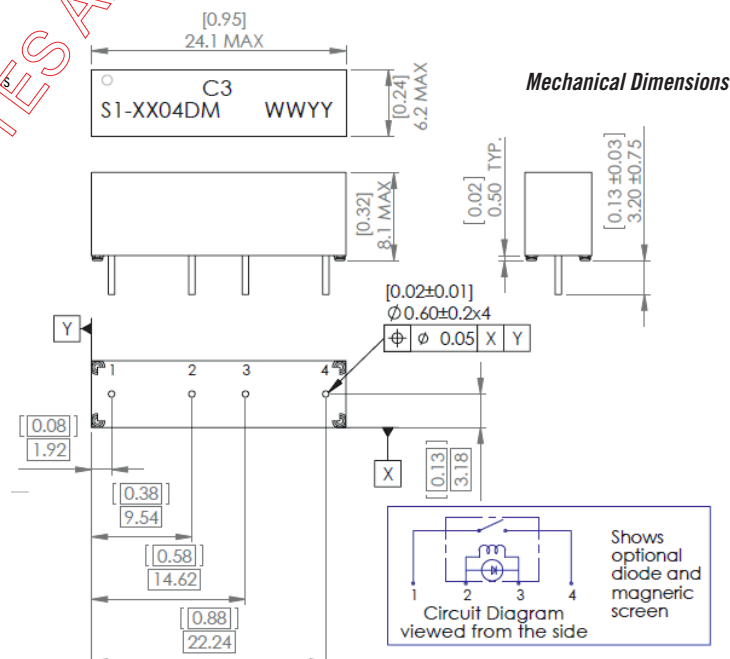 [0.95]
24.1 MAX
Mechanical Dimensions
C3
S1-XX04DM WWYY
[0.24]
6.2 MAX
[0.32]
8.1 MAX
[0.02]
0.50 TYP.
[0.13 ±0.03]
3.20 ±0.75
[0.02±0.01]
Ø0.60±0.2x4
⌖ ø 0.05 X Y
Y
1 2 3 4
[0.08]
1.92
X
[0.13]
3.18
[0.38]
9.54
[0.58]
14.62
[0.88]
22.24
1 2 3 4
Circuit Diagram
viewed from the side
Shows
optional
diode and
magneric
screen